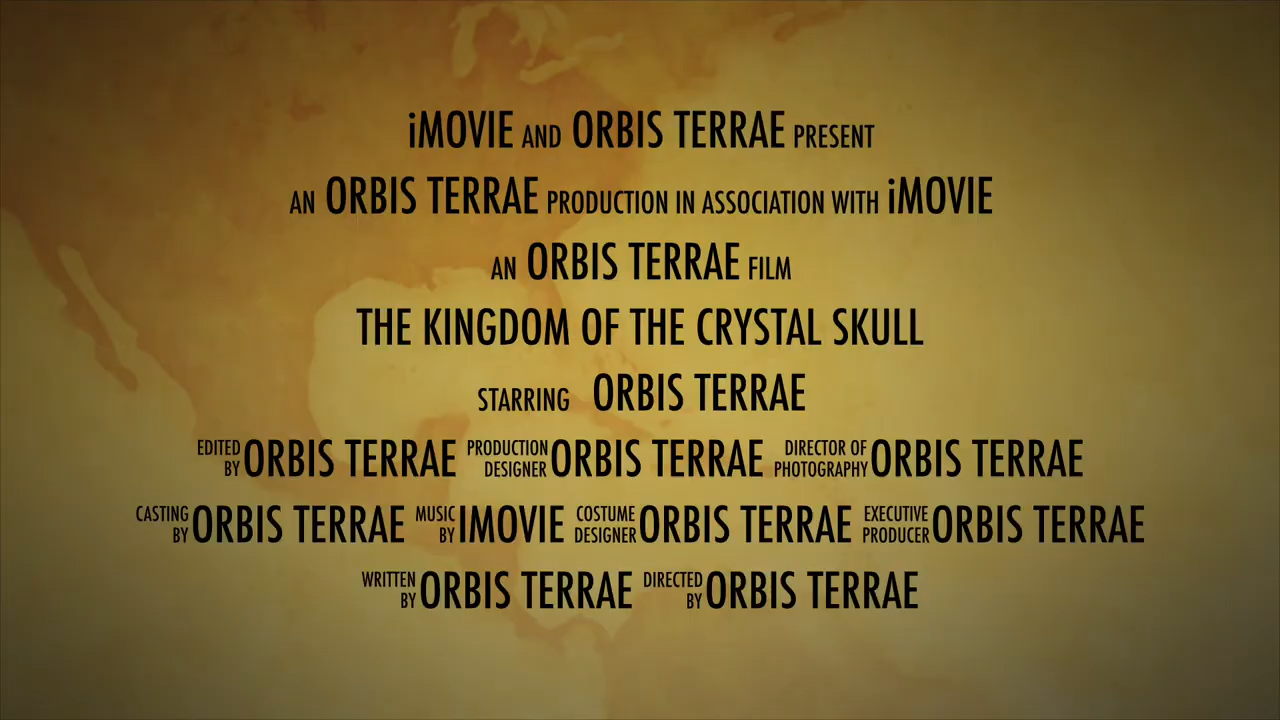 iMOVIE AND ORBIS TERRAE PRESENT
AN ORBIS TERRAE PRODUCTION IN ASSOCIATION WITH iMOVIE
AN ORBIS TERRAE FILM
THE KINGDOM OF THE CRYSTAL SKULL
STARRING ORBIS TERRAE
EDITED BY ORBIS TERRAE PRODUCTION DESIGNER ORBIS TERRAE DIRECTOR OF PHOTOGRAPHY ORBIS TERRAE
CASTING BY ORBIS TERRAE MUSIC BY IMOVIE COSTUME DESIGNER ORBIS TERRAE EXECUTIVE PRODUCER ORBIS TERRAE
WRITTEN BY ORBIS TERRAE DIRECTED BY ORBIS TERRAE